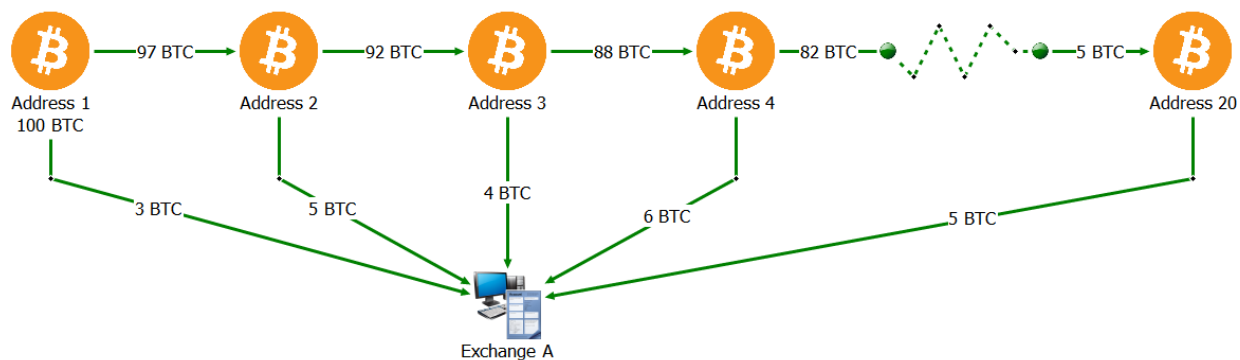 97 BTC
92 BTC
88 BTC
82 BTC
5 BTC
Address 1
100 BTC
Address 2
Address 3
Address 4
Address 20
3 BTC
5 BTC
4 BTC
6 BTC
5 BTC
Exchange A